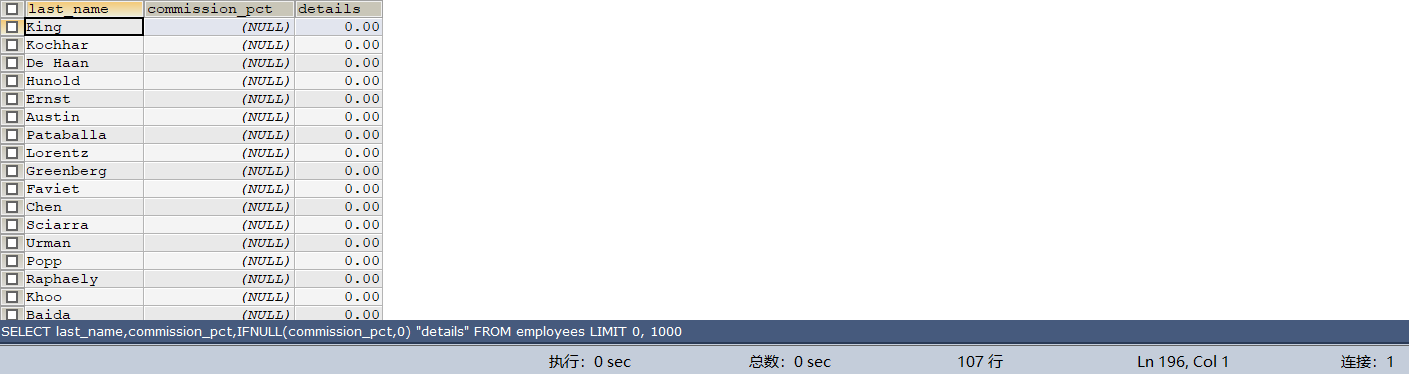 last_name commission_pct details
King (NULL) 0.00
Kochhar (NULL) 0.00
De Haan (NULL) 0.00
Hunold (NULL) 0.00
Ernst (NULL) 0.00
Austin (NULL) 0.00
Pataballa (NULL) 0.00
Lorentz (NULL) 0.00
Greenberg (NULL) 0.00
Faviet (NULL) 0.00
Chen (NULL) 0.00
Sciarra (NULL) 0.00
Urman (NULL) 0.00
Popp (NULL) 0.00
Raphaely (NULL) 0.00
Khoo (NULL) 0.00
Baida (NULL) 0.00
SELECT last_name,commission_pct,IFNULL(commission_pct,0) "details" FROM employees LIMIT 0, 1000
执行：0 sec 总数：0 sec 107 行 Ln 196, Col 1 连接：1